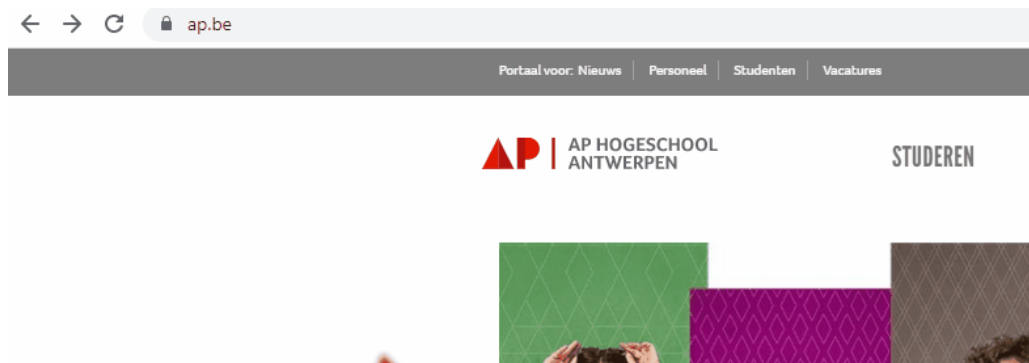 ap.be
Portaal voor: Nieuws Personeel Studenten Vacatures
AP AP HOGESCHOOL
ANTWERPEN
STUDEREN